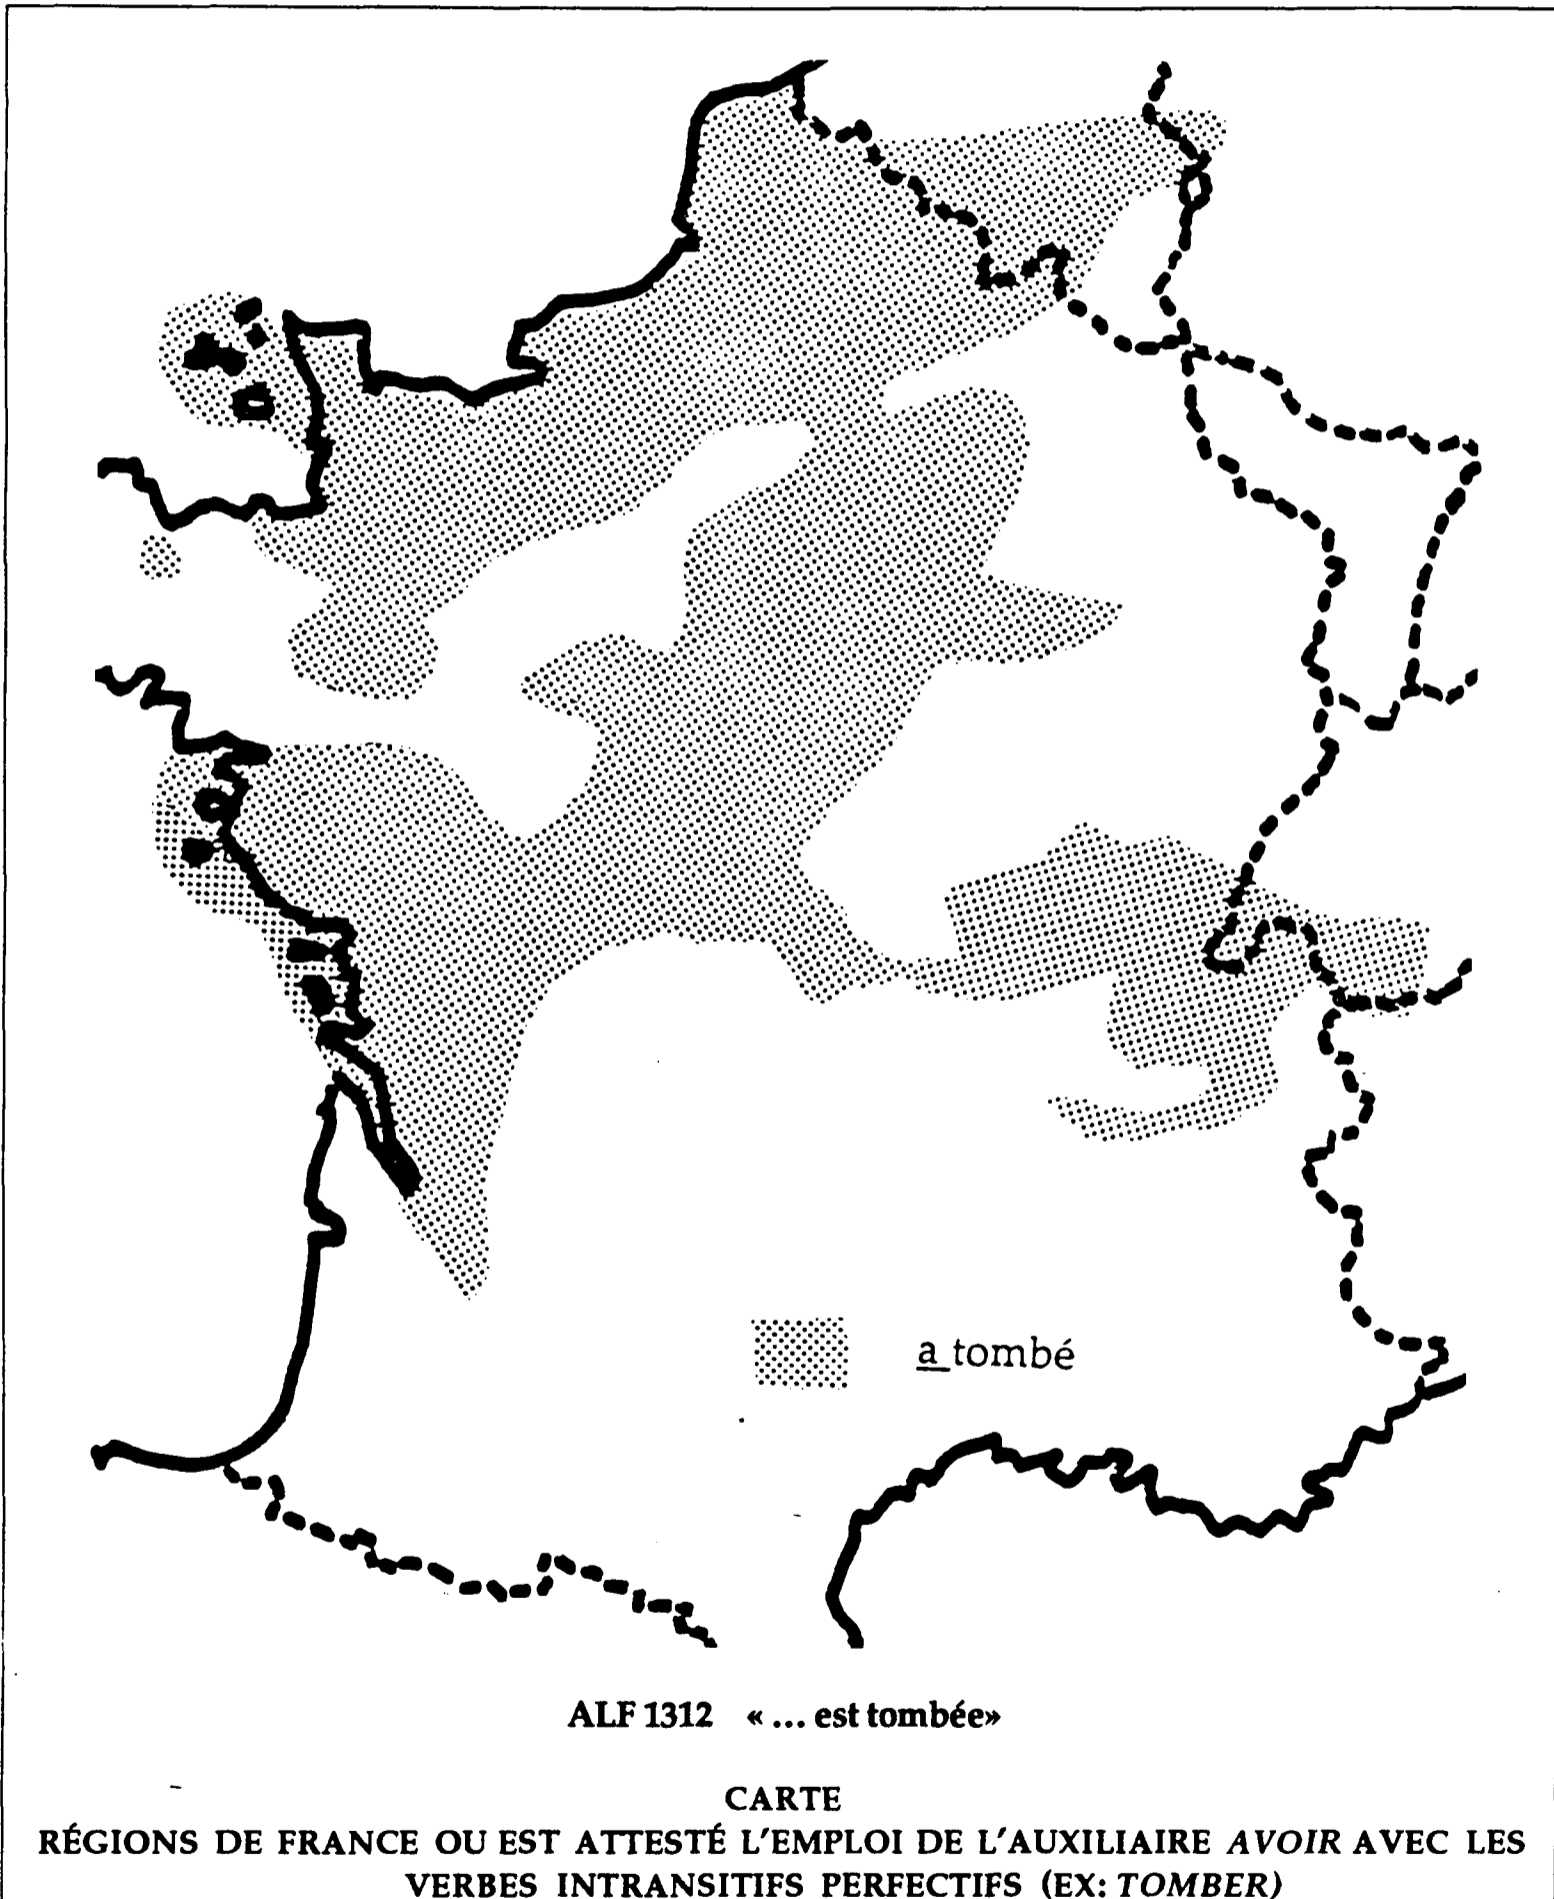 a tombé
ALF 1312 « ... est tombée»
CARTE
RÉGIONS DE FRANCE OU EST ATTESTÉ L'EMPLOI DE L'AUXILIAIRE AVOIR AVEC LES
VERBES INTRANSITIFS PERFECTIFS (EX: TOMBER)